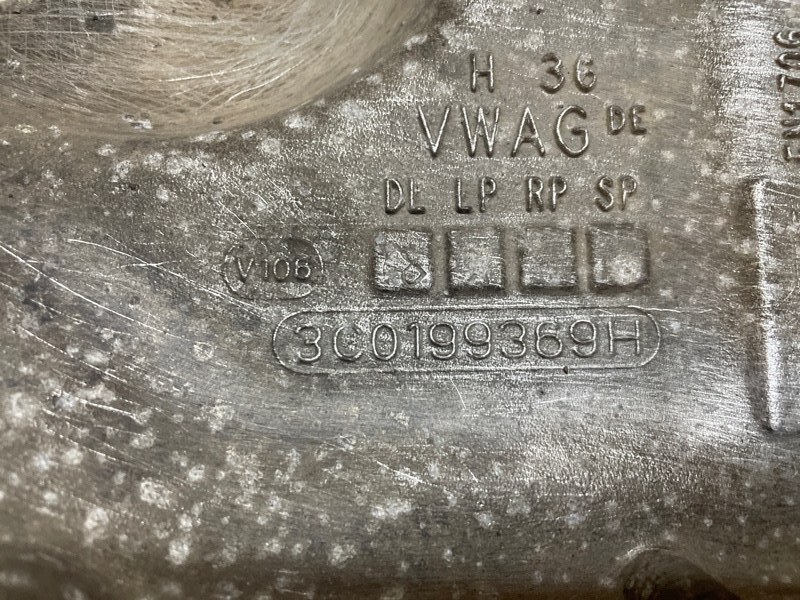 H 36
VWAG DE
DL LP RP SP
V106
3C0199369H